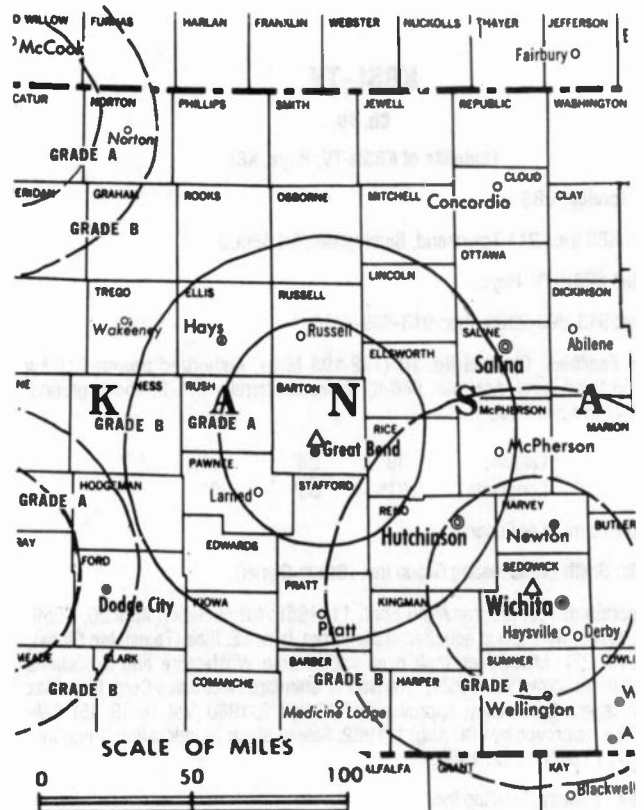 D WILLOW FURNAS HARLAN FRANKLIN WEBSTER NUCKOLLS THAYER JEFFERSON
McCook Fairbury
CATUR NORTON PHILLIPS SMITH JEWELL REPUBLIC WASHINGTON
Norton
GRADE A
CLOUD
ERIDAN GRAHAM ROOKS OSBORNE MITCHELL Concordia CLAY
GRADE B
OTTAWA
LINCOLN
TREGO ELLIS RUSSELL DICKINSON
Wakeeney Hays Russell SALINE Abilene
ELLSWORTH Salina
NESS RUSH BARTON
K A N S A
McPHERSON
GRADE B GRADE A RICE MARION
Great Bend McPherson
PAWNEE
HODGEMAN STAFFORD
GRADE A Larned RENO HARVEY
Hutchinson Newton BUTLER
RAY EDWARDS
FORD SEDGWICK
PRATT
Dodge City KIOWA KINGMAN Wichita
Pratt Haysville Derby
MEADE CLARK BARBER SUMNER COWL
GRADE COMANCHE GRADE B HARPER GRADE A
Medicine Lodge Wellington W
SCALE OF MILES
ALFALFA GRANT KAY
0 50 100
Blackwell